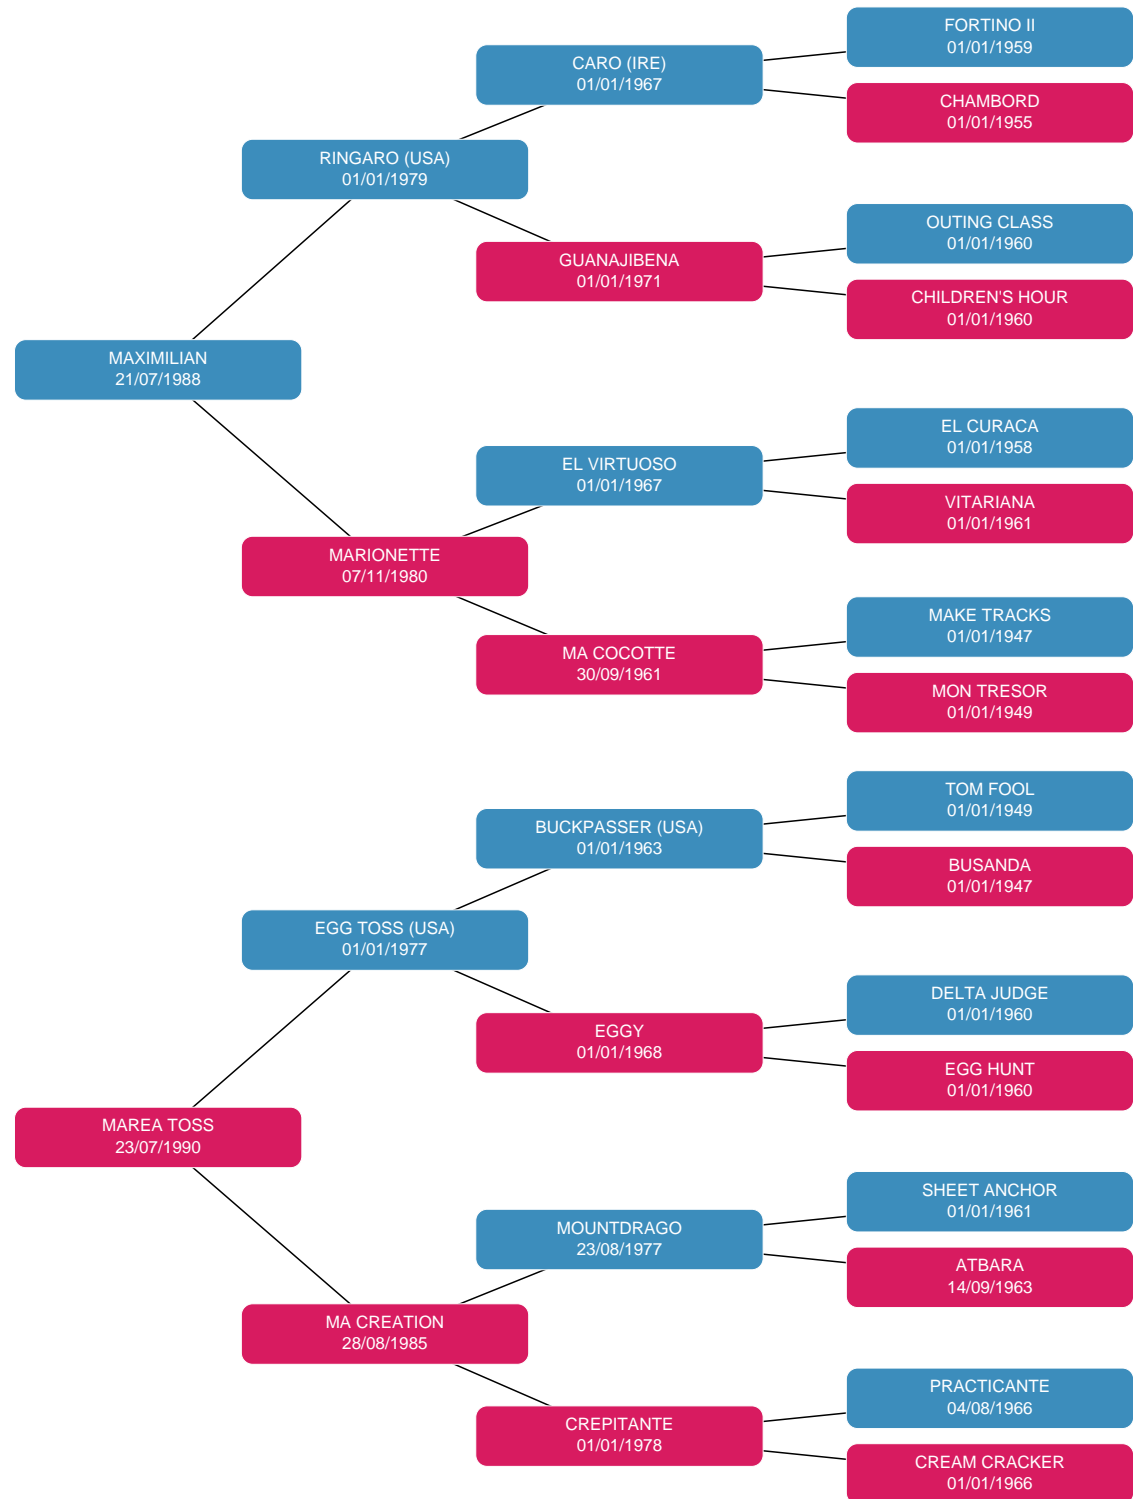 FORTINO II
01/01/1959
CARO (IRE)
01/01/1967
CHAMBORD
01/01/1955
RINGARO (USA)
01/01/1979
OUTING CLASS
01/01/1960
GUANAJIBENA
01/01/1971
CHILDREN'S HOUR
01/01/1960
MAXIMILIAN
21/07/1988
EL CURACA
01/01/1958
EL VIRTUOSO
01/01/1967
VITARIANA
01/01/1961
MARIONETTE
07/11/1980
MAKE TRACKS
01/01/1947
MA COCOTTE
30/09/1961
MON TRESOR
01/01/1949
TOM FOOL
01/01/1949
BUCKPASSER (USA)
01/01/1963
BUSANDA
01/01/1947
EGG TOSS (USA)
01/01/1977
DELTA JUDGE
01/01/1960
EGGY
01/01/1968
EGG HUNT
01/01/1960
MAREA TOSS
23/07/1990
SHEET ANCHOR
01/01/1961
MOUNTDRAGO
23/08/1977
ATBARA
14/09/1963
MA CREATION
28/08/1985
PRACTICANTE
04/08/1966
CREPITANTE
01/01/1978
CREAM CRACKER
01/01/1966